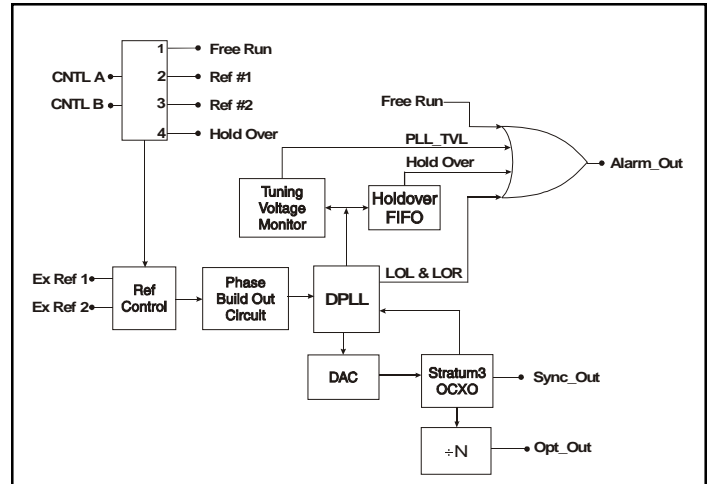 1 Free Run
CNTL A 2 Ref #1
CNTL B 3 Ref #2
4 Hold Over
Free Run
PLL_TVL
Hold Over
Alarm_Out
Tuning
Voltage
Monitor
Holdover
FIFO
LOL & LOR
Ex Ref 1
Ex Ref 2
Ref
Control
Phase
Build Out
Circuit
DPLL
DAC
Stratum3
OCXO
Sync_Out
÷N
Opt_Out